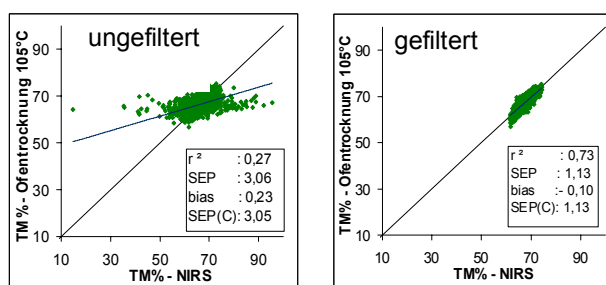 ungefiltert
TM% - Ofentrocknung 105°C
90
70
50
30
10
r ² : 0,27
SEP : 3,06
bias : 0,23
SEP(C) : 3,05
10 30 50 70 90
TM% - NIRS
gefiltert
TM% - Ofentrocknung 105°C
90
70
50
30
10
r ² : 0,73
SEP : 1,13
bias :- 0,10
SEP(C): 1,13
10 30 50 70 90
TM% - NIRS